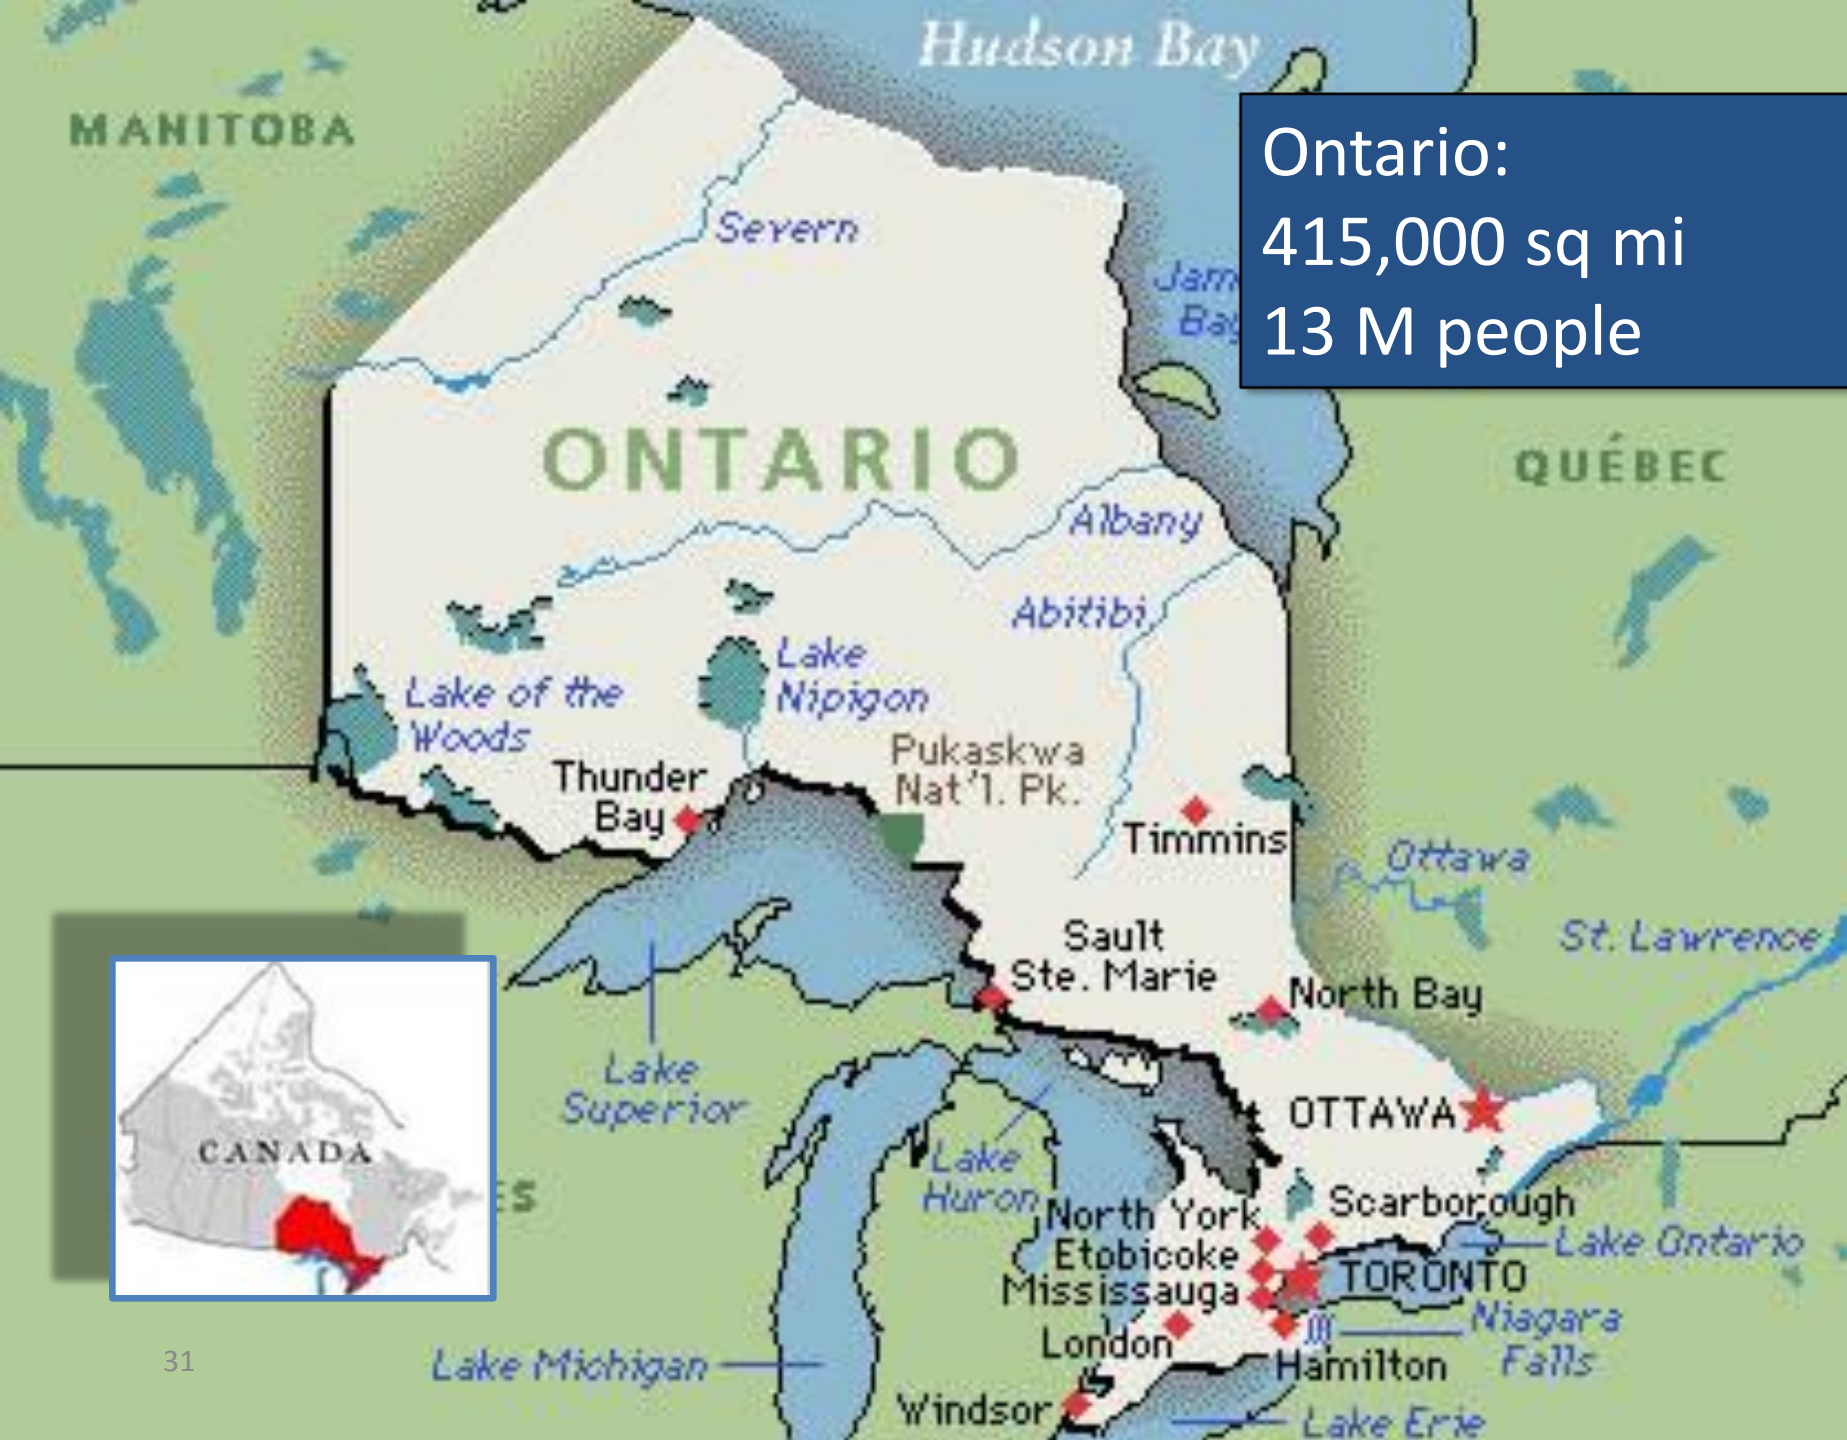 Hudson Bay
MANITOBA
Ontario:
415,000 sq mi
13 M people
Severn
QUÉBEC
ONTARIO
Albany
Abitibi
Lake
Nipigon
Lake of the
Woods
Pukaskwa
Nat'l. Pk.
Thunder
Bay
Timmins
Ottawa
St. Lawrence
Sault
Ste. Marie
North Bay
Lake
Superior
OTTAWA
CANADA
Lake
Huron
North York
Scarborough
Etobicoke
Lake Ontario
Mississauga
TORONTO
Niagara
Falls
London
Hamilton
31
Lake Michigan
Windsor
Lake Erie